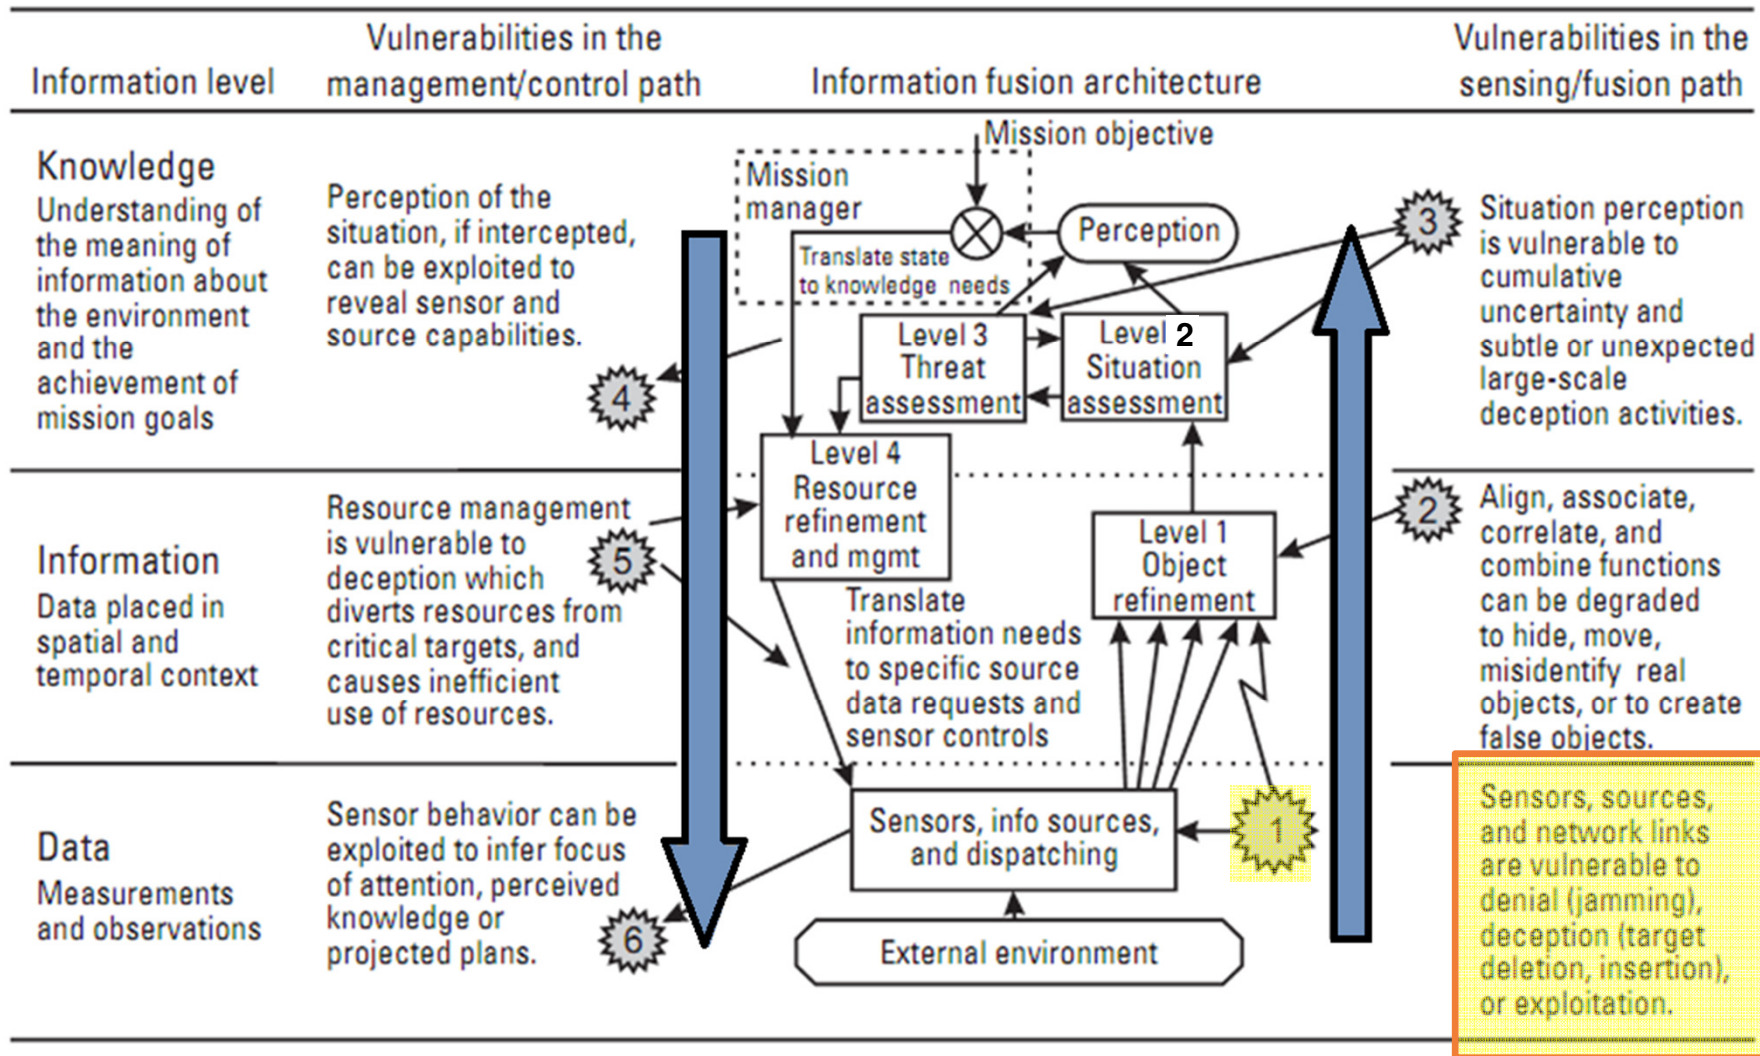 Information level
Vulnerabilities in the
management/control path
Information fusion architecture
Vulnerabilities in the
sensing/fusion path
Knowledge
Understanding of
the meaning of
information about
the environment
and the
achievement of
mission goals
Perception of the
situation, if intercepted,
can be exploited to
reveal sensor and
source capabilities.
4
Mission objective
Mission
manager
Translate state
to knowledge needs
Perception
Level 3
Threat
assessment
Level 2
Situation
assessment
3
Situation perception
is vulnerable to
cumulative
uncertainty and
subtle or unexpected
large-scale
deception activities.
Information
Data placed in
spatial and
temporal context
Resource management
is vulnerable to
deception which
diverts resources from
critical targets, and
causes inefficient
use of resources.
5
Level 4
Resource
refinement
and mgmt
Translate
information needs
to specific source
data requests and
sensor controls
Level 1
Object
refinement
2
Align, associate,
correlate, and
combine functions
can be degraded
to hide, move,
misidentify real
objects, or to create
false objects.
Data
Measurements
and observations
Sensor behavior can be
exploited to infer focus
of attention, perceived
knowledge or
projected plans.
6
Sensors, info sources,
and dispatching
External environment
1
Sensors, sources,
and network links
are vulnerable to
denial (jamming),
deception (target
deletion, insertion),
or exploitation.